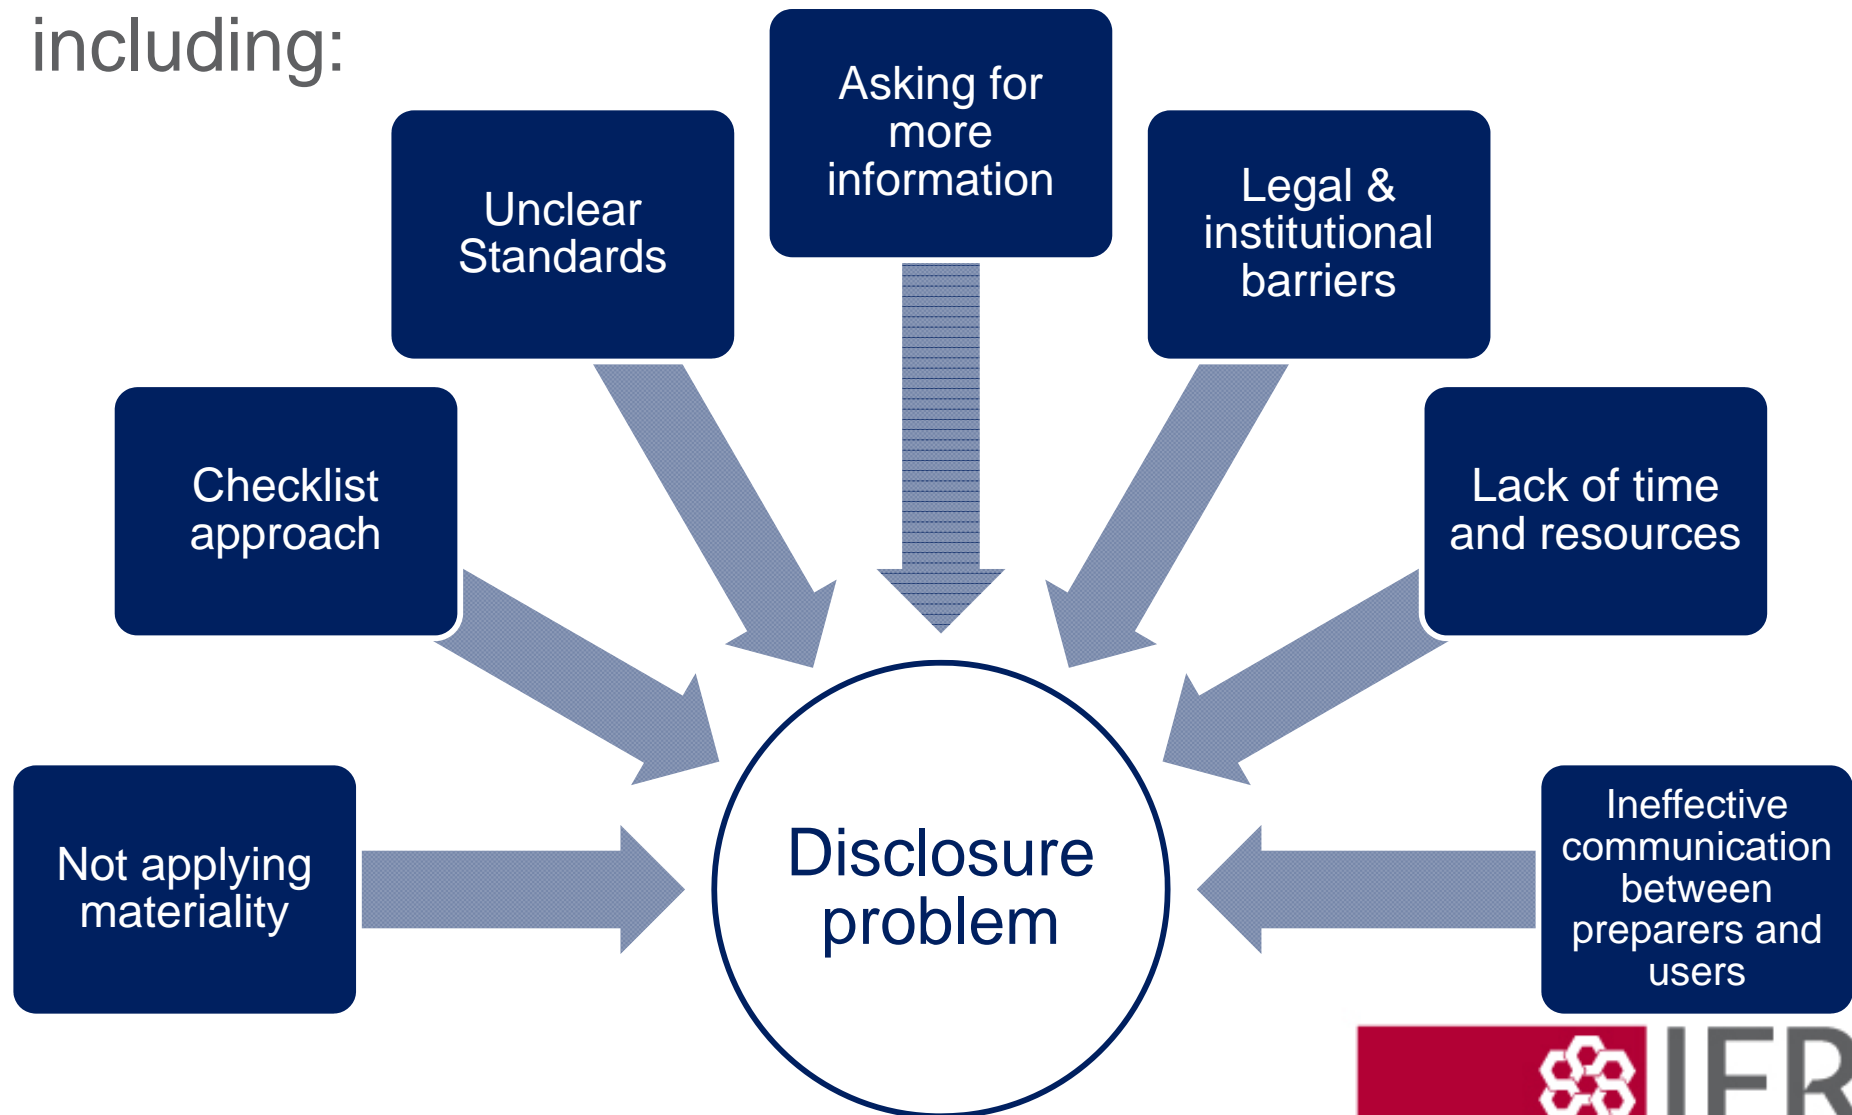 including:
Asking for
more
information
Unclear
Standards
Legal &
institutional
barriers
Checklist
approach
Lack of time
and resources
Not applying
materiality
Disclosure
problem
Ineffective
communication
between
preparers and
users
IFR